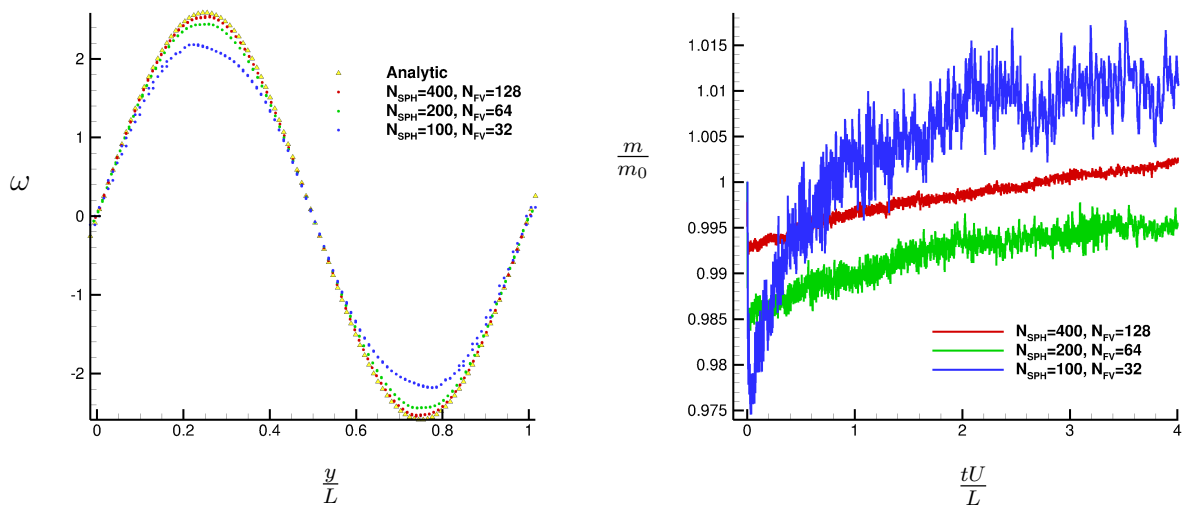 2
1
0
-1
-2
ω
0
0.2
0.4
0.6
0.8
1
y/L
Analytic
N_SPH=400, N_FV=128
N_SPH=200, N_FV=64
N_SPH=100, N_FV=32
1.015
1.01
1.005
1
0.995
0.99
0.985
0.98
0.975
m/m₀
0
1
2
3
4
tU/L
N_SPH=400, N_FV=128
N_SPH=200, N_FV=64
N_SPH=100, N_FV=32